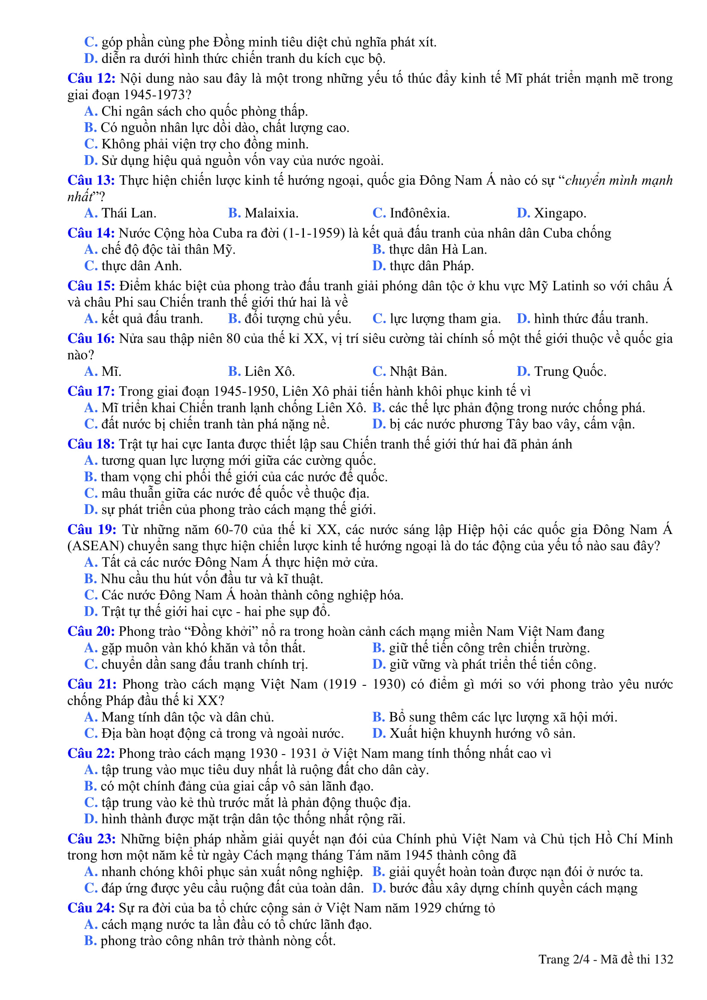 C. góp phần cùng phe Đồng minh tiêu diệt chủ nghĩa phát xít.
D. diễn ra dưới hình thức chiến tranh du kích cục bộ.
Câu 12: Nội dung nào sau đây là một trong những yếu tố thúc đẩy kinh tế Mĩ phát triển mạnh mẽ trong
giai đoạn 1945-1973?
A. Chi ngân sách cho quốc phòng thấp.
B. Có nguồn nhân lực dồi dào, chất lượng cao.
C. Không phải viện trợ cho đồng minh.
D. Sử dụng hiệu quả nguồn vốn vay của nước ngoài.
Câu 13: Thực hiện chiến lược kinh tế hướng ngoại, quốc gia Đông Nam Á nào có sự “chuyển mình mạnh
nhất”?
A. Thái Lan. B. Malaixia. C. Inđônêxia. D. Xingapo.
Câu 14: Nước Cộng hòa Cuba ra đời (1-1-1959) là kết quả đấu tranh của nhân dân Cuba chống
A. chế độ độc tài thân Mỹ. B. thực dân Hà Lan.
C. thực dân Anh. D. thực dân Pháp.
Câu 15: Điểm khác biệt của phong trào đấu tranh giải phóng dân tộc ở khu vực Mỹ Latinh so với châu Á
và châu Phi sau Chiến tranh thế giới thứ hai là về
A. kết quả đấu tranh. B. đối tượng chủ yếu. C. lực lượng tham gia. D. hình thức đấu tranh.
Câu 16: Nửa sau thập niên 80 của thế kỉ XX, vị trí siêu cường tài chính số một thế giới thuộc về quốc gia
nào?
A. Mĩ. B. Liên Xô. C. Nhật Bản. D. Trung Quốc.
Câu 17: Trong giai đoạn 1945-1950, Liên Xô phải tiến hành khôi phục kinh tế vì
A. Mĩ triển khai Chiến tranh lạnh chống Liên Xô. B. các thế lực phản động trong nước chống phá.
C. đất nước bị chiến tranh tàn phá nặng nề. D. bị các nước phương Tây bao vây, cấm vận.
Câu 18: Trật tự hai cực Ianta được thiết lập sau Chiến tranh thế giới thứ hai đã phản ánh
A. tương quan lực lượng mới giữa các cường quốc.
B. tham vọng chi phối thế giới của các nước đế quốc.
C. mâu thuẫn giữa các nước đế quốc về thuộc địa.
D. sự phát triển của phong trào cách mạng thế giới.
Câu 19: Từ những năm 60-70 của thế kỉ XX, các nước sáng lập Hiệp hội các quốc gia Đông Nam Á
(ASEAN) chuyển sang thực hiện chiến lược kinh tế hướng ngoại là do tác động của yếu tố nào sau đây?
A. Tất cả các nước Đông Nam Á thực hiện mở cửa.
B. Nhu cầu thu hút vốn đầu tư và kĩ thuật.
C. Các nước Đông Nam Á hoàn thành công nghiệp hóa.
D. Trật tự thế giới hai cực - hai phe sụp đổ.
Câu 20: Phong trào “Đồng khởi” nổ ra trong hoàn cảnh cách mạng miền Nam Việt Nam đang
A. gặp muôn vàn khó khăn và tổn thất. B. giữ thế tiến công trên chiến trường.
C. chuyển dần sang đấu tranh chính trị. D. giữ vững và phát triển thế tiến công.
Câu 21: Phong trào cách mạng Việt Nam (1919 - 1930) có điểm gì mới so với phong trào yêu nước
chống Pháp đầu thế kỉ XX?
A. Mang tính dân tộc và dân chủ. B. Bổ sung thêm các lực lượng xã hội mới.
C. Địa bàn hoạt động cả trong và ngoài nước. D. Xuất hiện khuynh hướng vô sản.
Câu 22: Phong trào cách mạng 1930 - 1931 ở Việt Nam mang tính thống nhất cao vì
A. tập trung vào mục tiêu duy nhất là ruộng đất cho dân cày.
B. có một chính đảng của giai cấp vô sản lãnh đạo.
C. tập trung vào kẻ thù trước mắt là phản động thuộc địa.
D. hình thành được mặt trận dân tộc thống nhất rộng rãi.
Câu 23: Những biện pháp nhằm giải quyết nạn đói của Chính phủ Việt Nam và Chủ tịch Hồ Chí Minh
trong hơn một năm kể từ ngày Cách mạng tháng Tám năm 1945 thành công đã
A. nhanh chóng khôi phục sản xuất nông nghiệp. B. giải quyết hoàn toàn được nạn đói ở nước ta.
C. đáp ứng được yêu cầu ruộng đất của toàn dân. D. bước đầu xây dựng chính quyền cách mạng
Câu 24: Sự ra đời của ba tổ chức cộng sản ở Việt Nam năm 1929 chứng tỏ
A. cách mạng nước ta lần đầu có tổ chức lãnh đạo.
B. phong trào công nhân trở thành nòng cốt.
Trang 2/4 - Mã đề thi 132